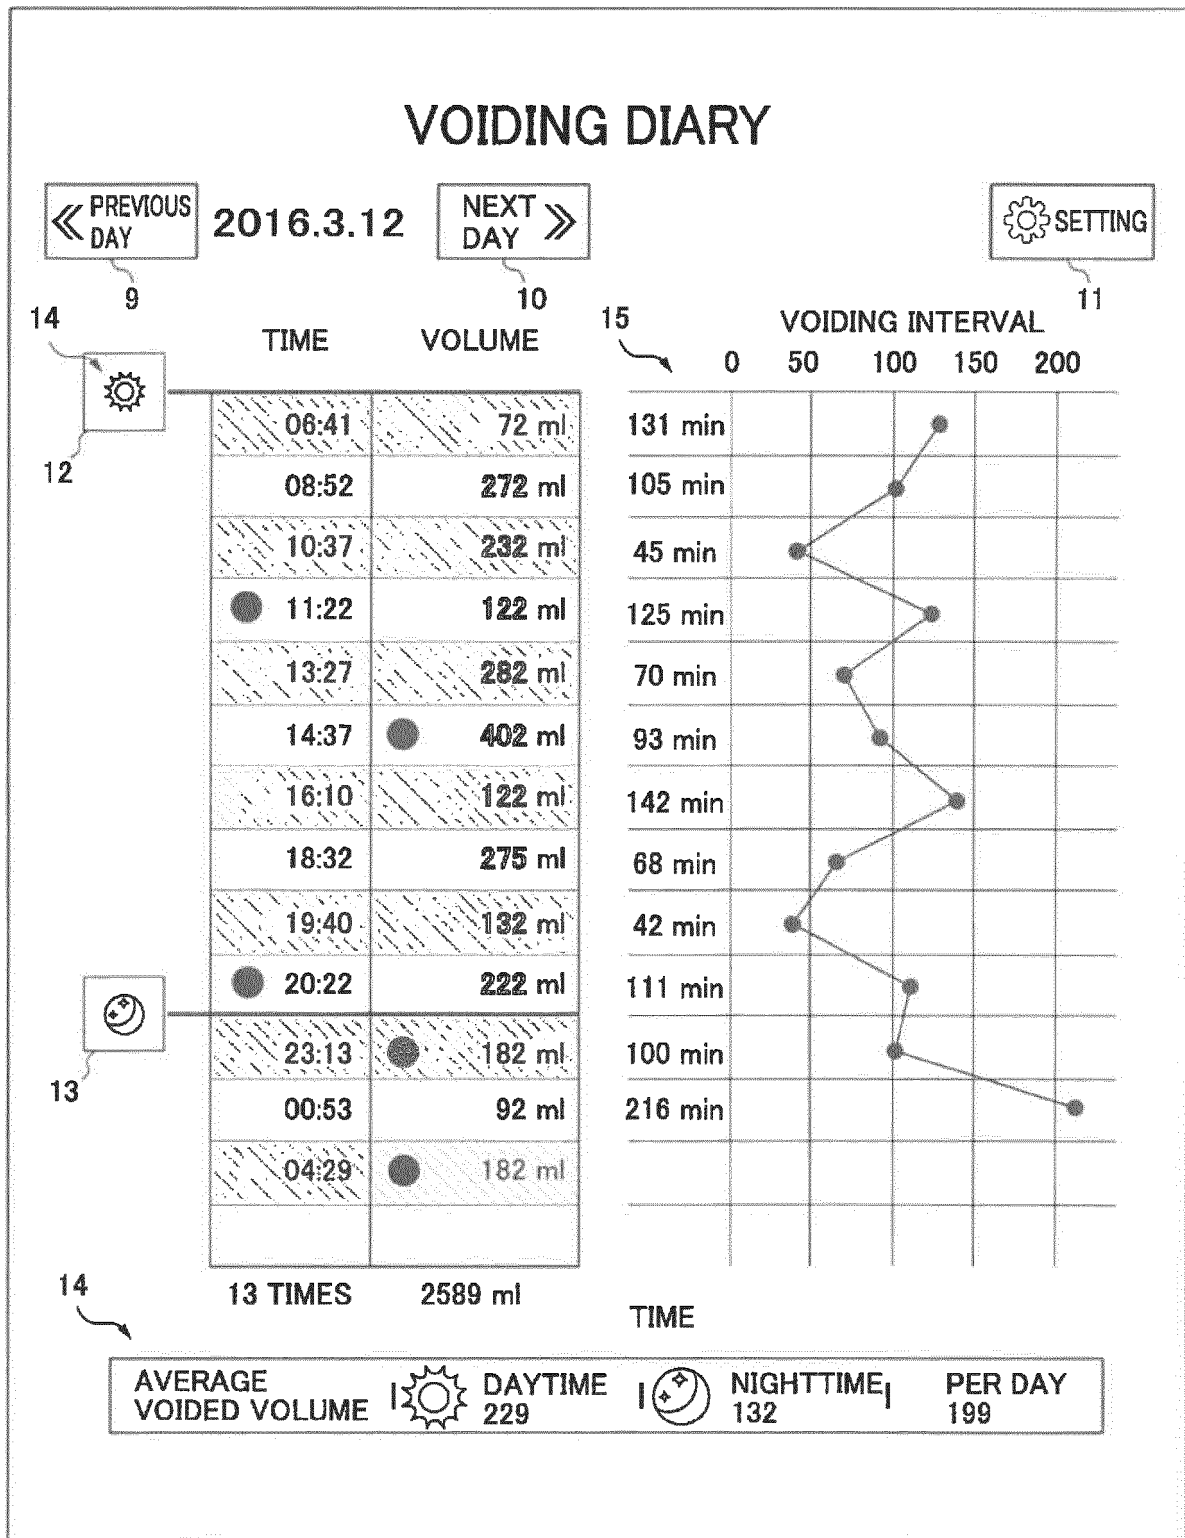 VOIDING DIARY
≪ PREVIOUS DAY
2016.3.12
NEXT DAY ≫
SETTING
9
10
11
14
TIME VOLUME
15
VOIDING INTERVAL
0 50 100 150 200
12
06:41 72 ml 131 min
08:52 272 ml 105 min
10:37 232 ml 45 min
11:22 122 ml 125 min
13:27 282 ml 70 min
14:37 402 ml 93 min
16:10 122 ml 142 min
18:32 275 ml 68 min
19:40 132 ml 42 min
20:22 222 ml 111 min
13
23:13 182 ml 100 min
00:53 92 ml 216 min
04:29 182 ml
13 TIMES 2589 ml
TIME
14
AVERAGE VOIDED VOLUME
DAYTIME 229
NIGHTTIME 132
PER DAY 199